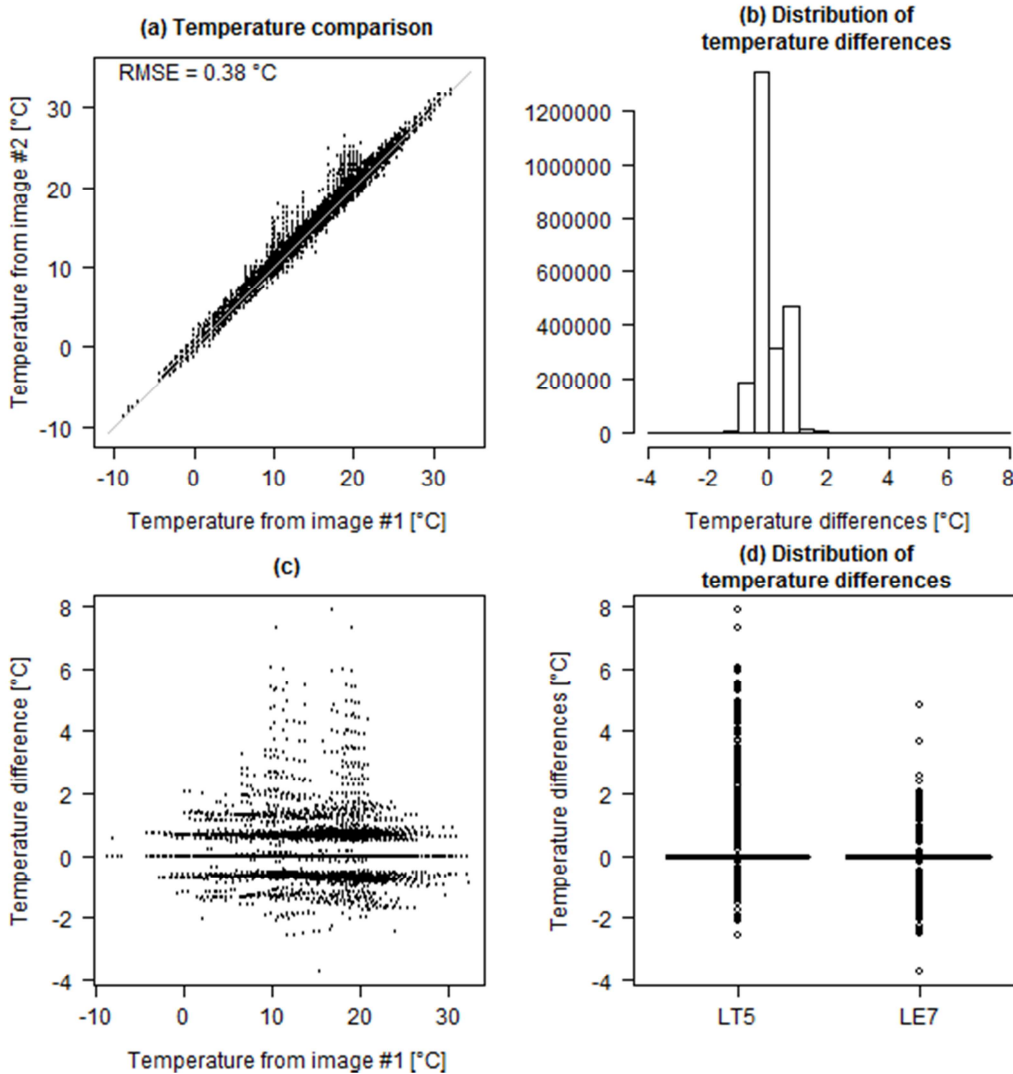 (a) Temperature comparison
RMSE = 0.38 °C
30
20
10
0
-10
-10 0 10 20 30
Temperature from image #2 [°C]
Temperature from image #1 [°C]
(b) Distribution of
temperature differences
1200000
1000000
800000
600000
400000
200000
0
-4 -2 0 2 4 6 8
Temperature differences [°C]
(c)
8
6
4
2
0
-2
-4
-10 0 10 20 30
Temperature difference [°C]
Temperature from image #1 [°C]
(d) Distribution of
temperature differences
8
6
4
2
0
-2
-4
LT5 LE7
Temperature differences [°C]